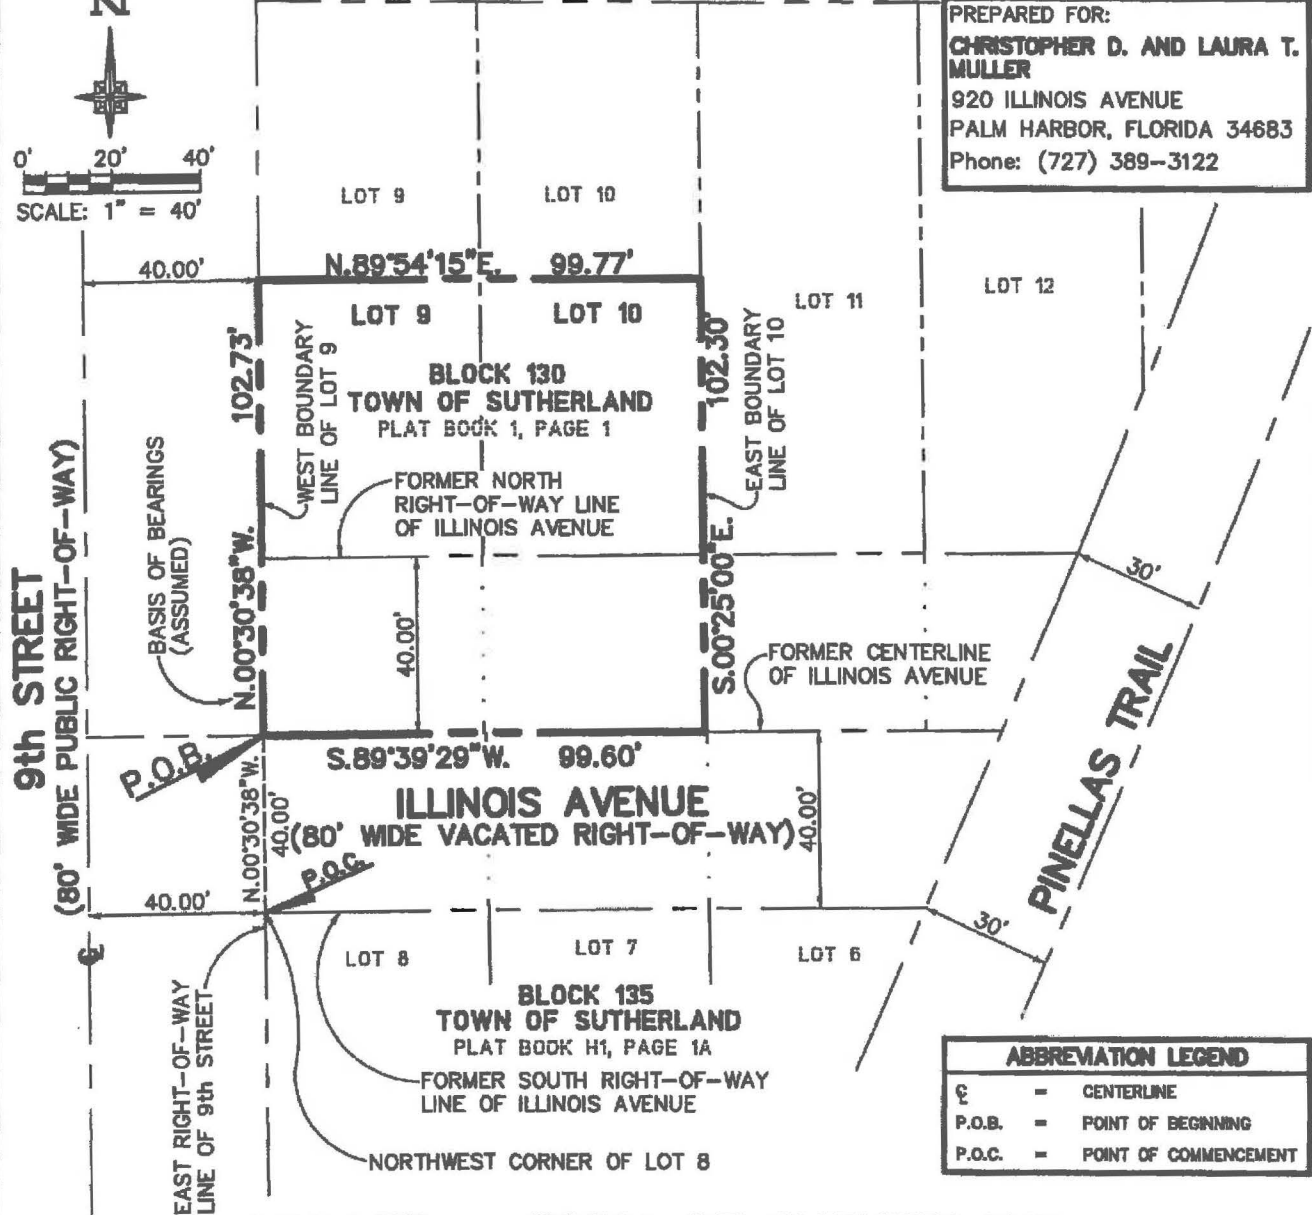 N
0' 20' 40'
SCALE: 1" = 40'
PREPARED FOR:
CHRISTOPHER D. AND LAURA T.
MULLER
920 ILLINOIS AVENUE
PALM HARBOR, FLORIDA 34683
Phone: (727) 389-3122
LOT 9
LOT 10
40.00'
N.89°54'15"E. 99.77'
LOT 9
LOT 10
LOT 11
LOT 12
102.73'
WEST BOUNDARY
LINE OF LOT 9
BLOCK 130
TOWN OF SUTHERLAND
PLAT BOOK 1, PAGE 1
102.30'
EAST BOUNDARY
LINE OF LOT 10
FORMER NORTH
RIGHT-OF-WAY LINE
OF ILLINOIS AVENUE
9th STREET
(80' WIDE PUBLIC RIGHT-OF-WAY)
BASIS OF BEARINGS
(ASSUMED)
N.00°30'38"W.
40.00'
S.00°25'00"E.
30'
FORMER CENTERLINE
OF ILLINOIS AVENUE
PINELLAS TRAIL
P.O.B.
S.89°39'29"W. 99.60'
ILLINOIS AVENUE
(80' WIDE VACATED RIGHT-OF-WAY)
N.00°30'38"W.
40.00'
40.00'
P.O.C.
40.00'
30'
LOT 8
LOT 7
LOT 6
BLOCK 135
TOWN OF SUTHERLAND
PLAT BOOK H1, PAGE 1A
EAST RIGHT-OF-WAY
LINE OF 9th STREET
FORMER SOUTH RIGHT-OF-WAY
LINE OF ILLINOIS AVENUE
NORTHWEST CORNER OF LOT 8
℄
ABBREVIATION LEGEND
℄ = CENTERLINE
P.O.B. = POINT OF BEGINNING
P.O.C. = POINT OF COMMENCEMENT